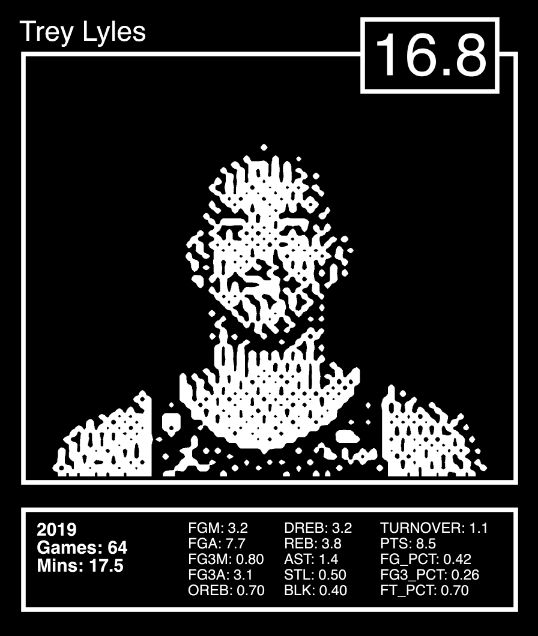 Trey Lyles
16.8
2019
Games: 64
Mins: 17.5
FGM: 3.2
FGA: 7.7
FG3M: 0.80
FG3A: 3.1
OREB: 0.70
DREB: 3.2
REB: 3.8
AST: 1.4
STL: 0.50
BLK: 0.40
TURNOVER: 1.1
PTS: 8.5
FG_PCT: 0.42
FG3_PCT: 0.26
FT_PCT: 0.70